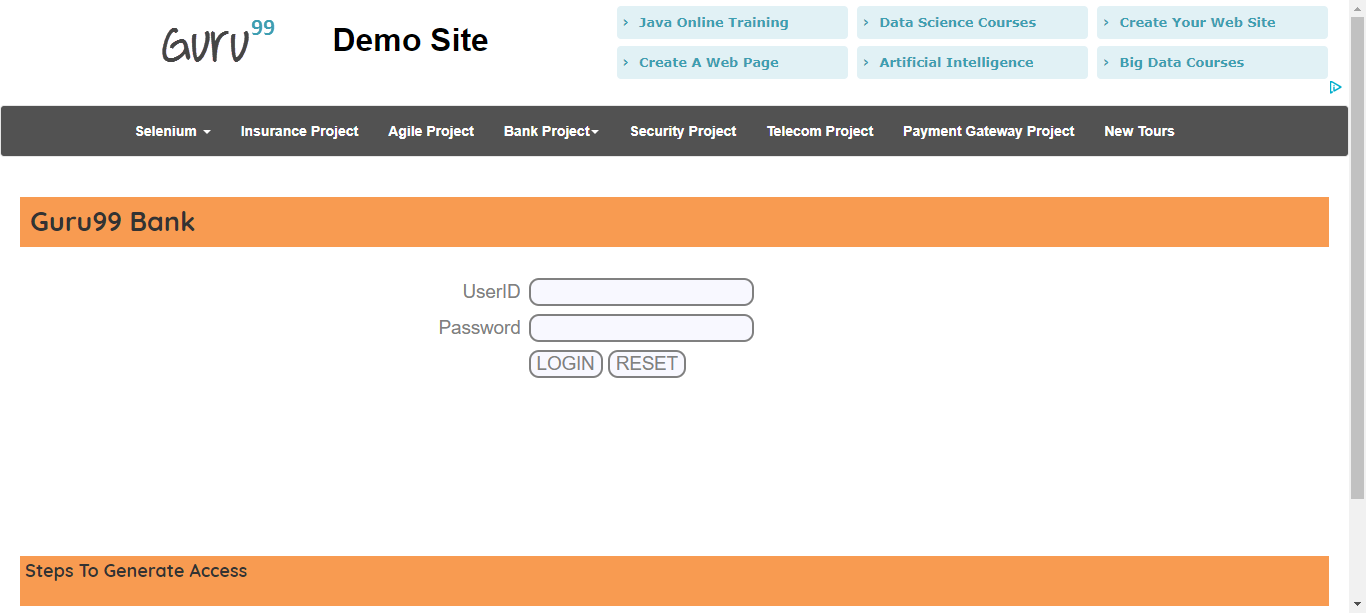 Guru99
Demo Site
Java Online Training
Data Science Courses
Create Your Web Site
Create A Web Page
Artificial Intelligence
Big Data Courses
Selenium
Insurance Project
Agile Project
Bank Project
Security Project
Telecom Project
Payment Gateway Project
New Tours
Guru99 Bank
UserID
Password
LOGIN RESET
Steps To Generate Access